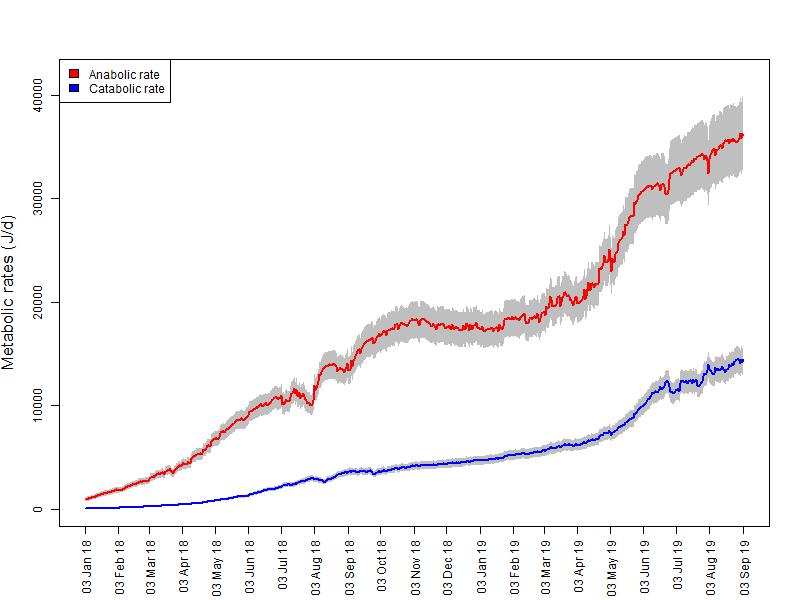 Anabolic rate
Catabolic rate
Metabolic rates (J/d)
40000
30000
20000
10000
0
03 Jan 18
03 Feb 18
03 Mar 18
03 Apr 18
03 May 18
03 Jun 18
03 Jul 18
03 Aug 18
03 Sep 18
03 Oct 18
03 Nov 18
03 Dec 18
03 Jan 19
03 Feb 19
03 Mar 19
03 Apr 19
03 May 19
03 Jun 19
03 Jul 19
03 Aug 19
03 Sep 19